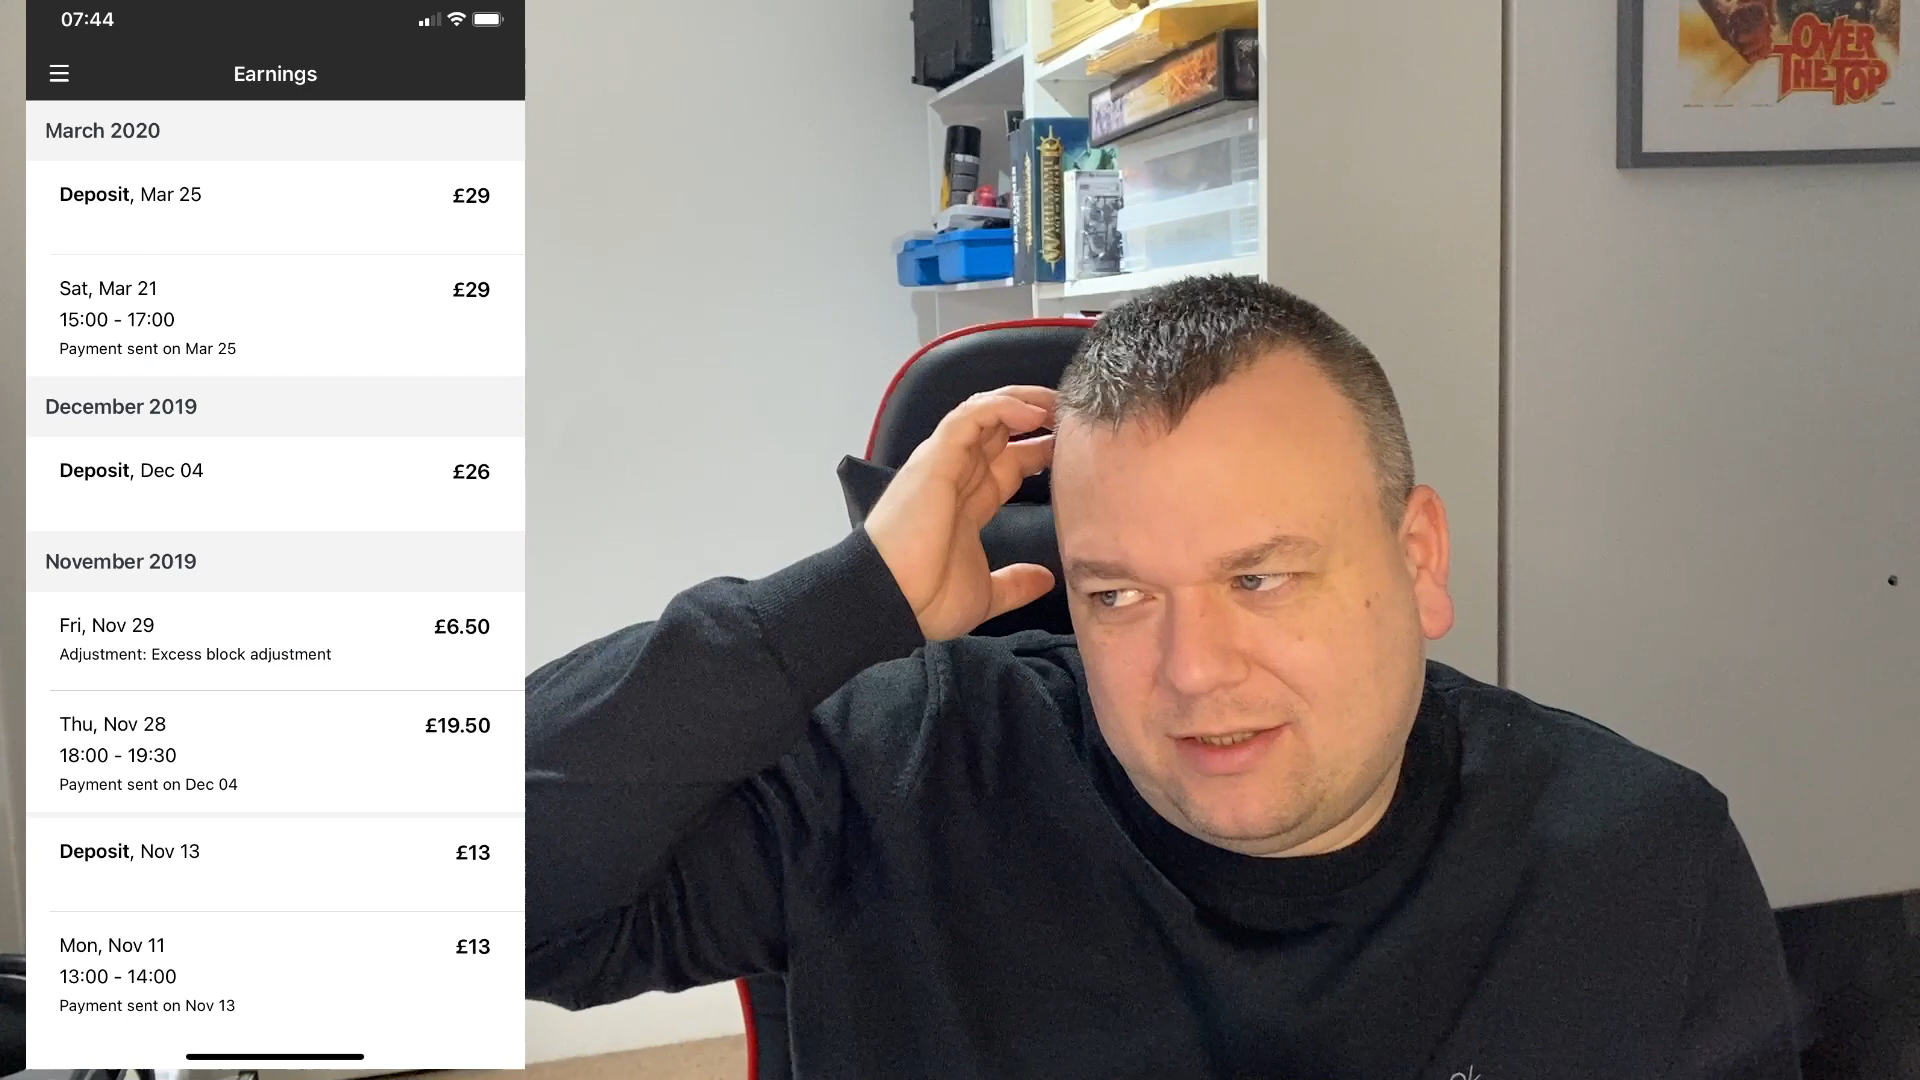 07:44
Earnings
March 2020
Deposit, Mar 25
£29
Sat, Mar 21
£29
15:00 - 17:00
Payment sent on Mar 25
December 2019
Deposit, Dec 04
£26
November 2019
Fri, Nov 29
£6.50
Adjustment: Excess block adjustment
Thu, Nov 28
£19.50
18:00 - 19:30
Payment sent on Dec 04
Deposit, Nov 13
£13
Mon, Nov 11
£13
13:00 - 14:00
Payment sent on Nov 13
OVER
THE TOP
WARHAMMER